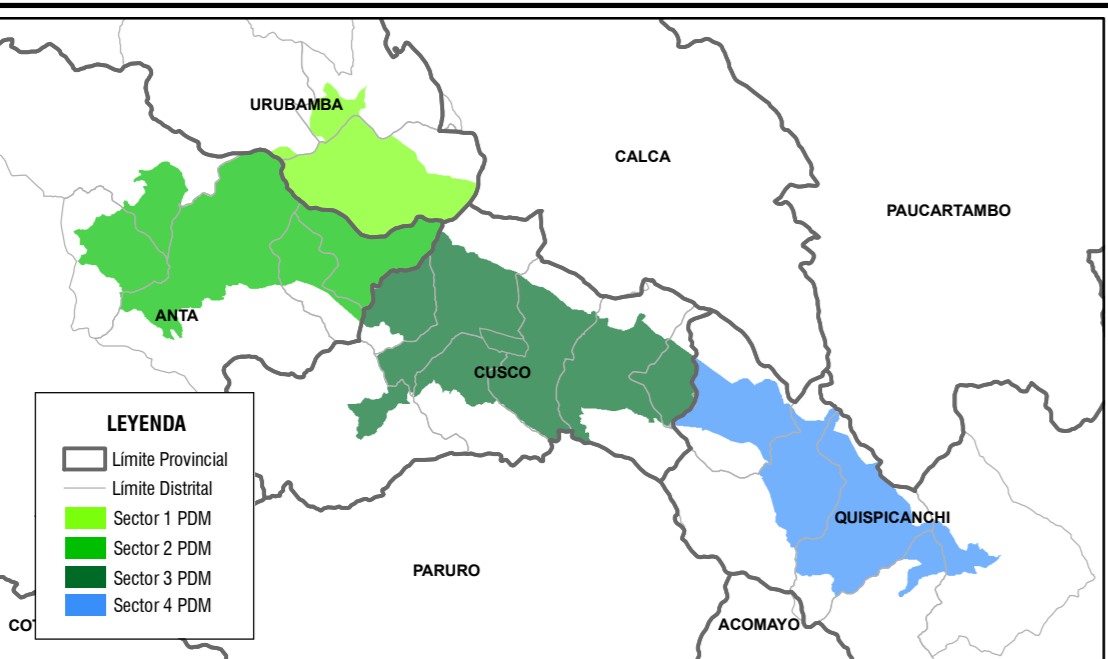 URUBAMBA
CALCA
PAUCARTAMBO
ANTA
CUSCO
QUISPICANCHI
PARURO
ACOMAYO
LEYENDA
Límite Provincial
Límite Distrital
Sector 1 PDM
Sector 2 PDM
Sector 3 PDM
Sector 4 PDM